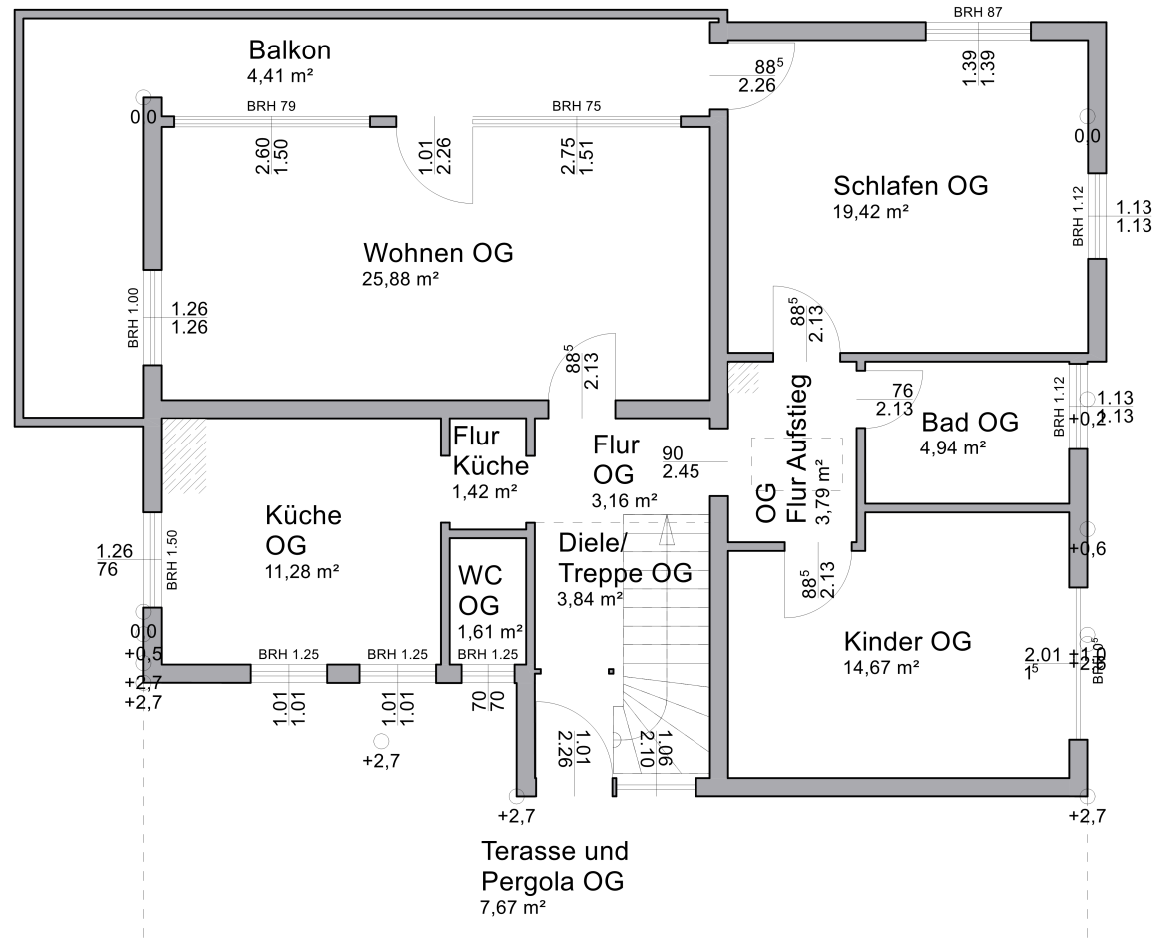 BRH 87
Balkon
4,41 m²
88⁵
2.26
1.39
1.39
BRH 79
BRH 75
0,0
0,0
2.60
1.50
1.01
2.26
2.75
1.51
Schlafen OG
19,42 m²
BRH 1.12
1.13
1.13
Wohnen OG
25,88 m²
BRH 1.00
1.26
1.26
88⁵
2.13
88⁵
2.13
76
2.13
BRH 1.12
1.13
1.13
+0,2
Bad OG
4,94 m²
Flur
Küche
1,42 m²
Flur
OG
3,16 m²
90
2.45
OG
Flur Aufstieg
3,79 m²
Küche
OG
11,28 m²
1.26
76
BRH 1.50
Diele/
Treppe OG
3,84 m²
WC
OG
1,61 m²
88⁵
2.13
+0,6
Kinder OG
14,67 m²
2.01
1⁵
0,0
+0,5
+2,7
+2,7
BRH 1.25
BRH 1.25
BRH 1.25
1.01
1.01
1.01
1.01
70
70
1.01
2.26
1.06
2.10
+2,7
+2,7
+2,7
Terasse und
Pergola OG
7,67 m²